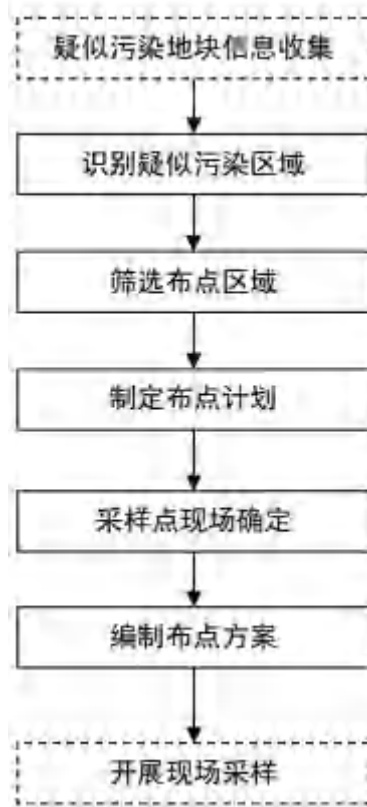 疑似污染地块信息收集
识别疑似污染区域
筛选布点区域
制定布点计划
采样点现场确定
编制布点方案
开展现场采样